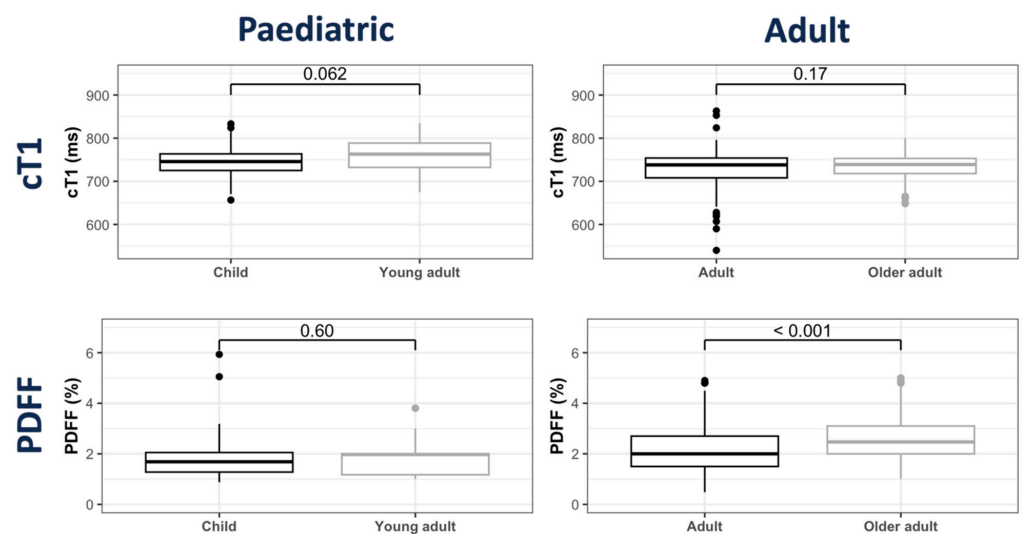 Paediatric
Adult
cT1
cT1 (ms)
900
800
700
600
0.062
Child
Young adult
cT1 (ms)
900
800
700
600
0.17
Adult
Older adult
PDFF
PDFF (%)
6
4
2
0
0.60
Child
Young adult
PDFF (%)
6
4
2
0
< 0.001
Adult
Older adult